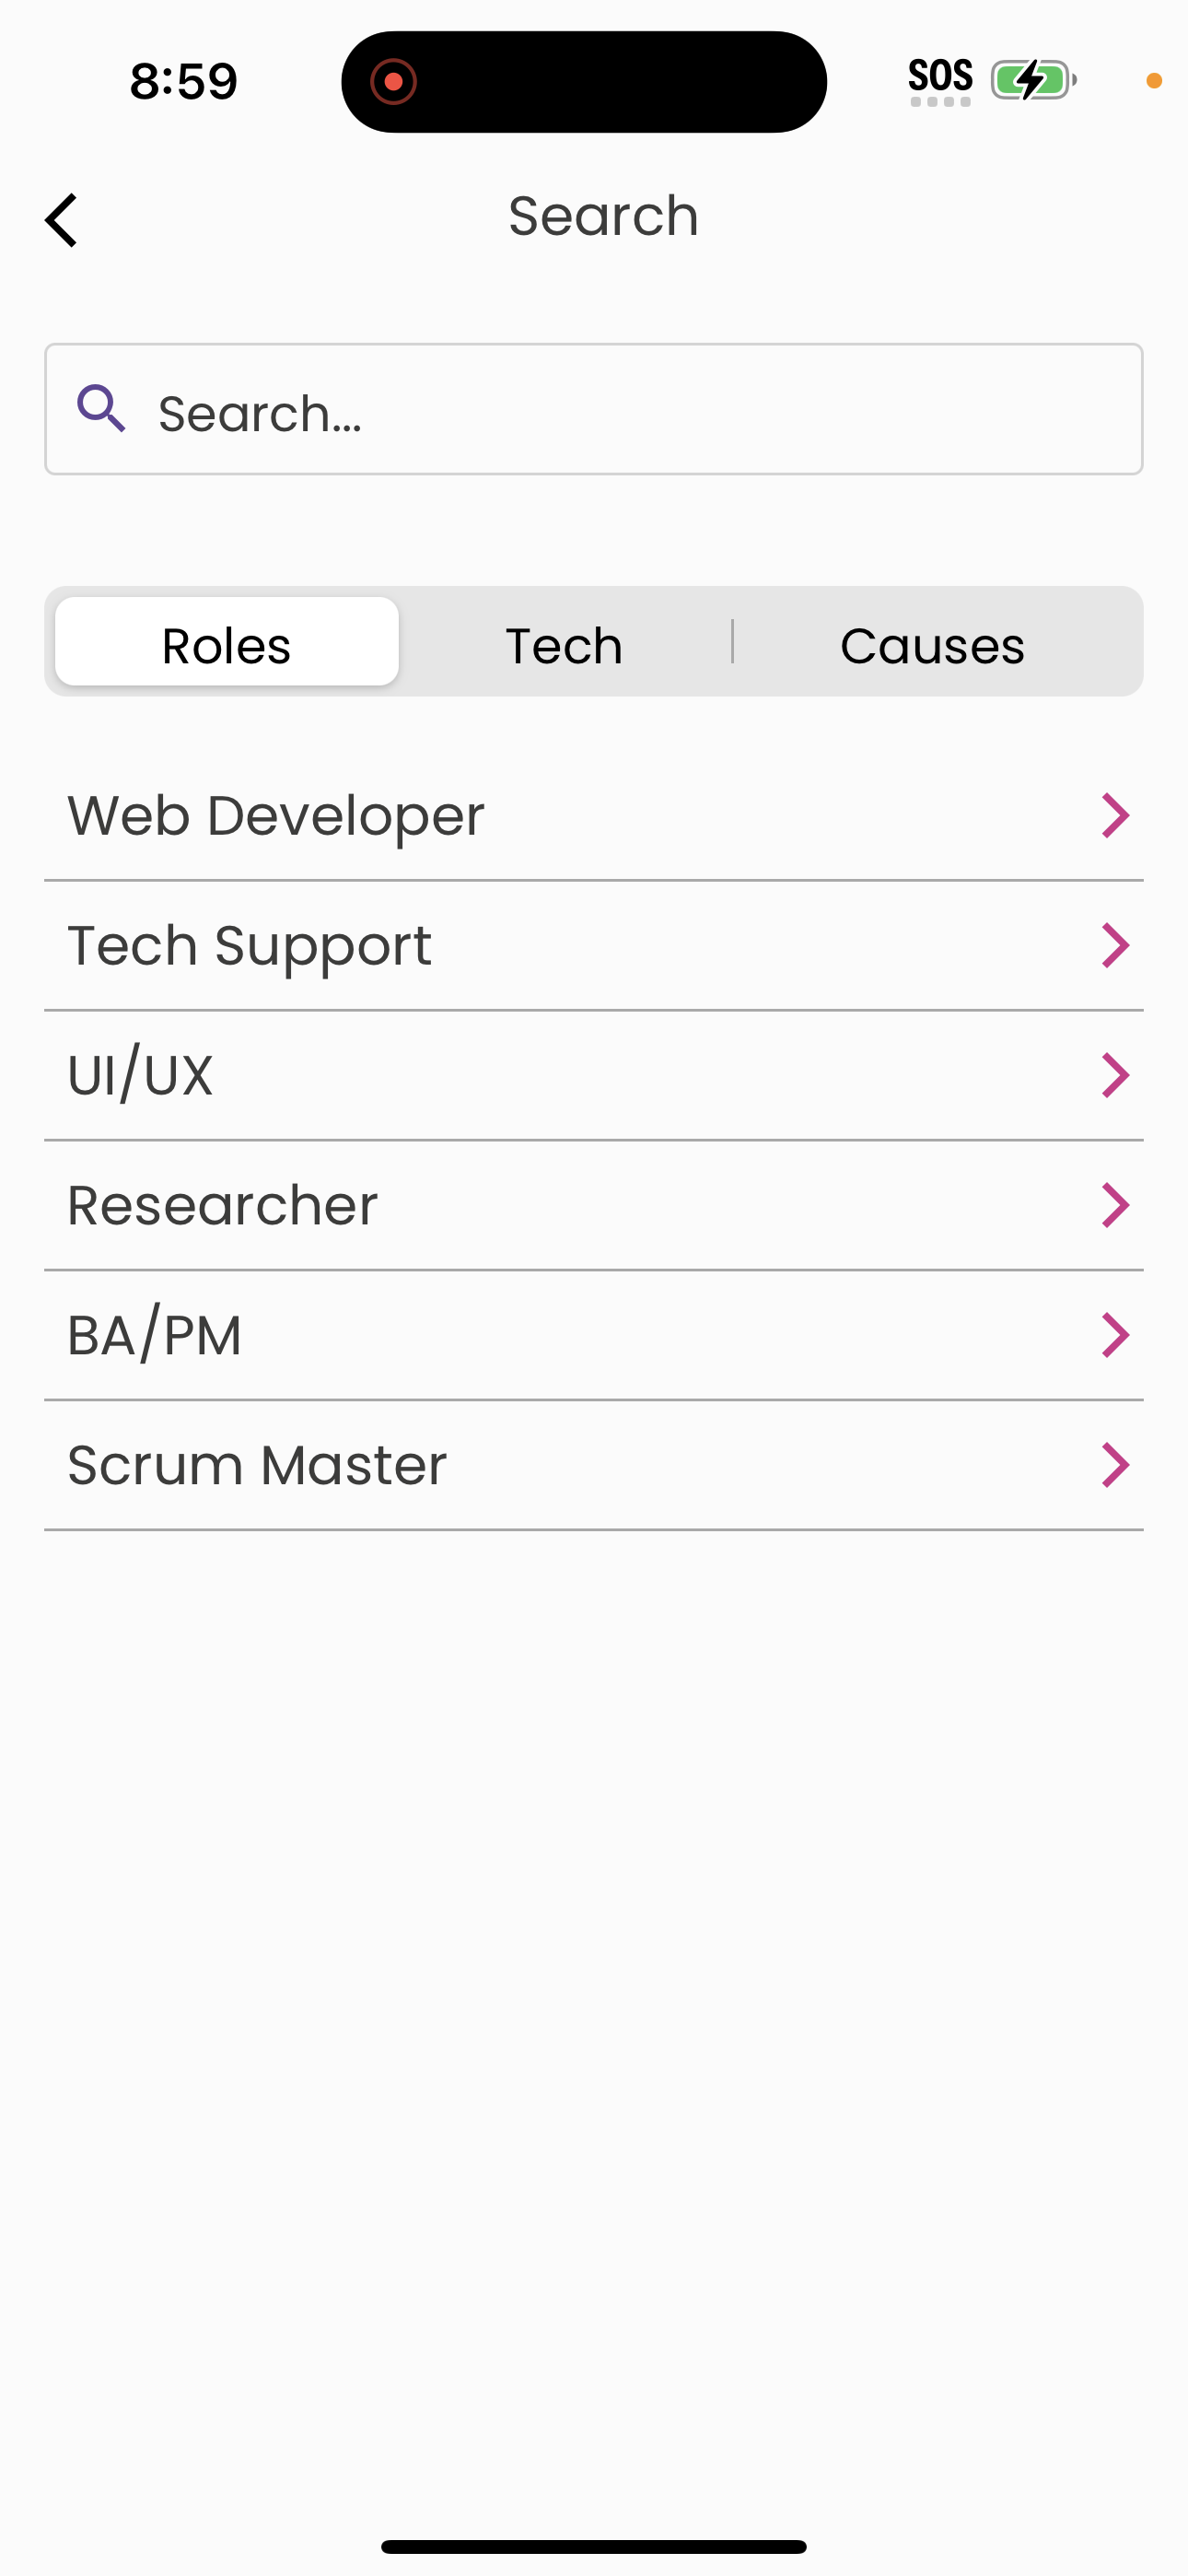 8:59
SOS
Search
Search...
Roles Tech Causes
Web Developer
Tech Support
UI/UX
Researcher
BA/PM
Scrum Master